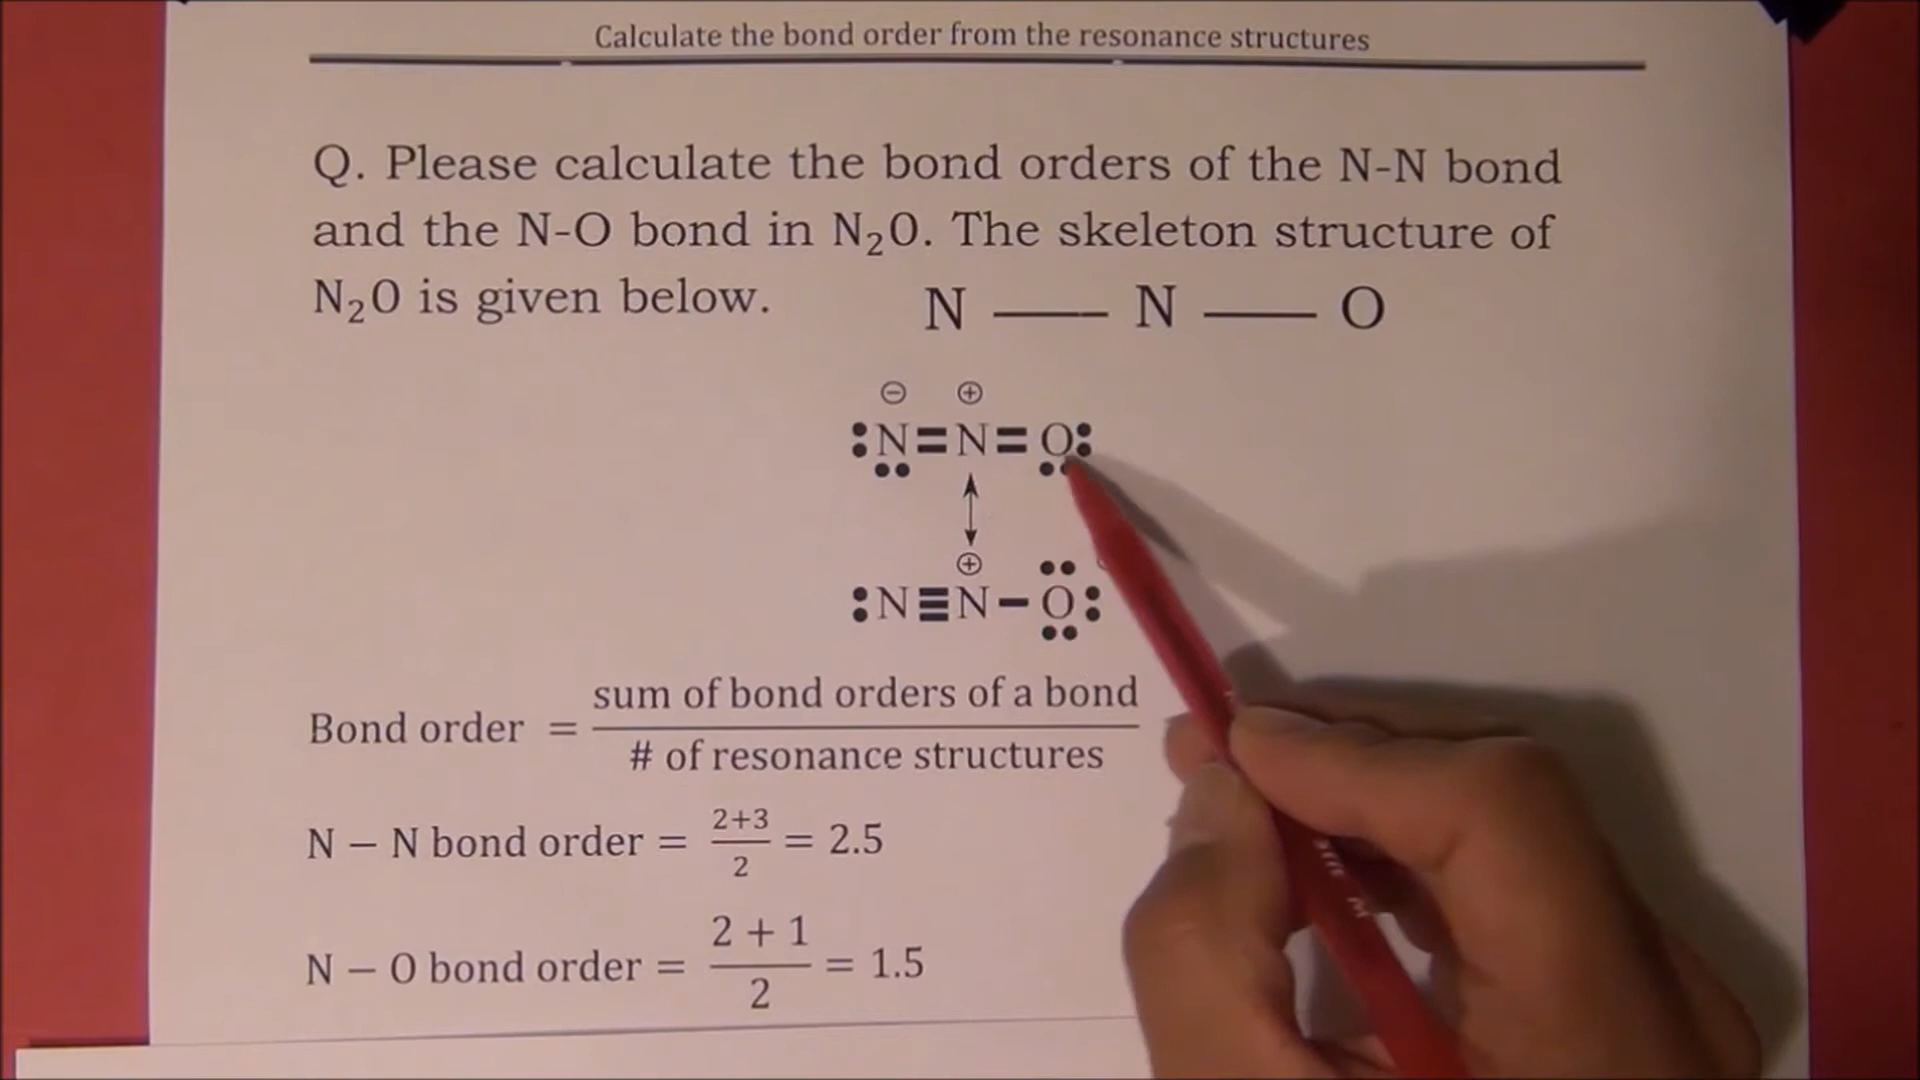 Calculate the bond order from the resonance structures
Q. Please calculate the bond orders of the N-N bond
and the N-O bond in N₂O. The skeleton structure of
N₂O is given below.
N — N — O
⊖ ⊕
:N=N=O:
⊕
:N≡N–O:
Bond order = sum of bond orders of a bond / # of resonance structures
N – N bond order = 2+3 / 2 = 2.5
N – O bond order = 2 + 1 / 2 = 1.5